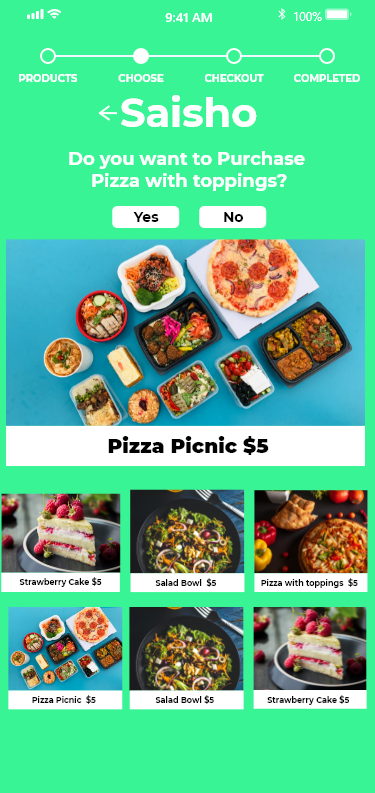 9:41 AM 100%
PRODUCTS CHOOSE CHECKOUT COMPLETED
←Saisho
Do you want to Purchase
Pizza with toppings?
Yes No
Pizza Picnic $5
Strawberry Cake $5 Salad Bowl $5 Pizza with toppings $5
Pizza Picnic $5 Salad Bowl $5 Strawberry Cake $5